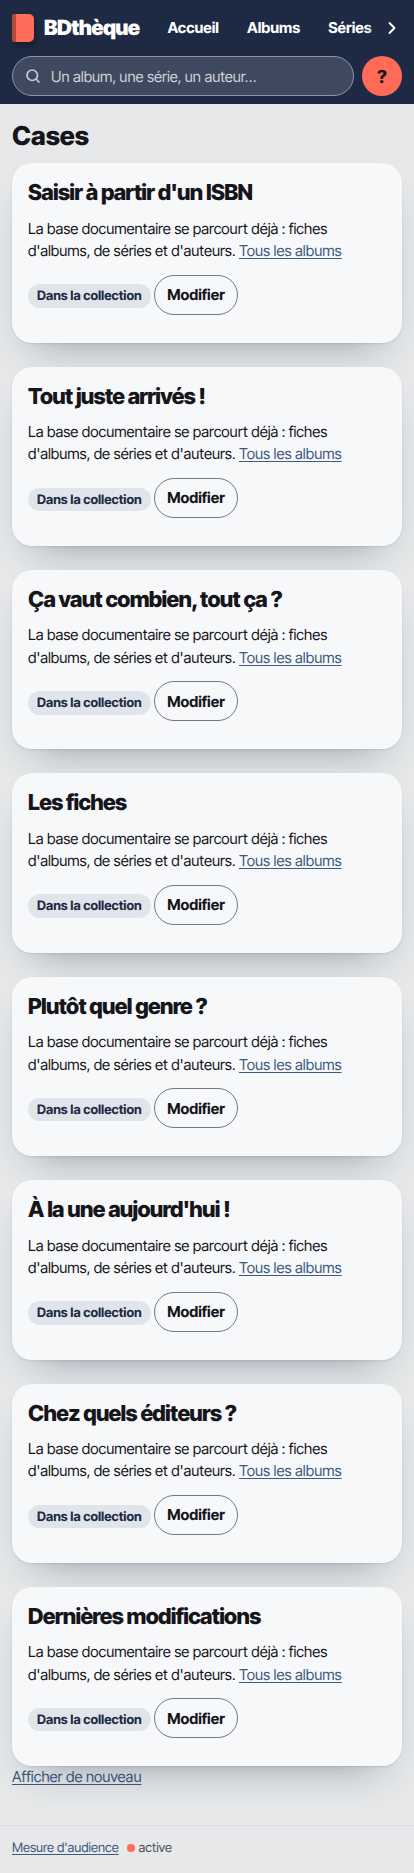 BDthèque Accueil Albums Séries
Un album, une série, un auteur... ?
Cases
Saisir à partir d'un ISBN
La base documentaire se parcourt déjà : fiches
d'albums, de séries et d'auteurs. Tous les albums
Dans la collection Modifier
Tout juste arrivés !
La base documentaire se parcourt déjà : fiches
d'albums, de séries et d'auteurs. Tous les albums
Dans la collection Modifier
Ça vaut combien, tout ça ?
La base documentaire se parcourt déjà : fiches
d'albums, de séries et d'auteurs. Tous les albums
Dans la collection Modifier
Les fiches
La base documentaire se parcourt déjà : fiches
d'albums, de séries et d'auteurs. Tous les albums
Dans la collection Modifier
Plutôt quel genre ?
La base documentaire se parcourt déjà : fiches
d'albums, de séries et d'auteurs. Tous les albums
Dans la collection Modifier
À la une aujourd'hui !
La base documentaire se parcourt déjà : fiches
d'albums, de séries et d'auteurs. Tous les albums
Dans la collection Modifier
Chez quels éditeurs ?
La base documentaire se parcourt déjà : fiches
d'albums, de séries et d'auteurs. Tous les albums
Dans la collection Modifier
Dernières modifications
La base documentaire se parcourt déjà : fiches
d'albums, de séries et d'auteurs. Tous les albums
Dans la collection Modifier
Afficher de nouveau
Mesure d'audience active